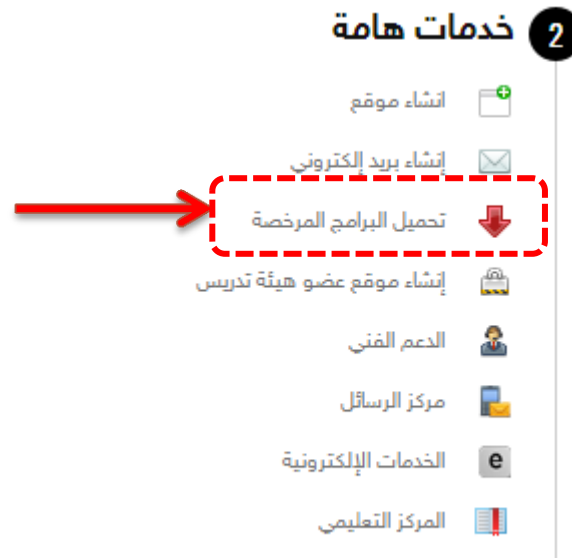 2
خدمات هامة
انشاء موقع
إنشاء بريد إلكتروني
تحميل البرامج المرخصة
إنشاء موقع عضو هيئة تدريس
الدعم الفني
مركز الرسائل
e
الخدمات الإلكترونية
المركز التعليمي